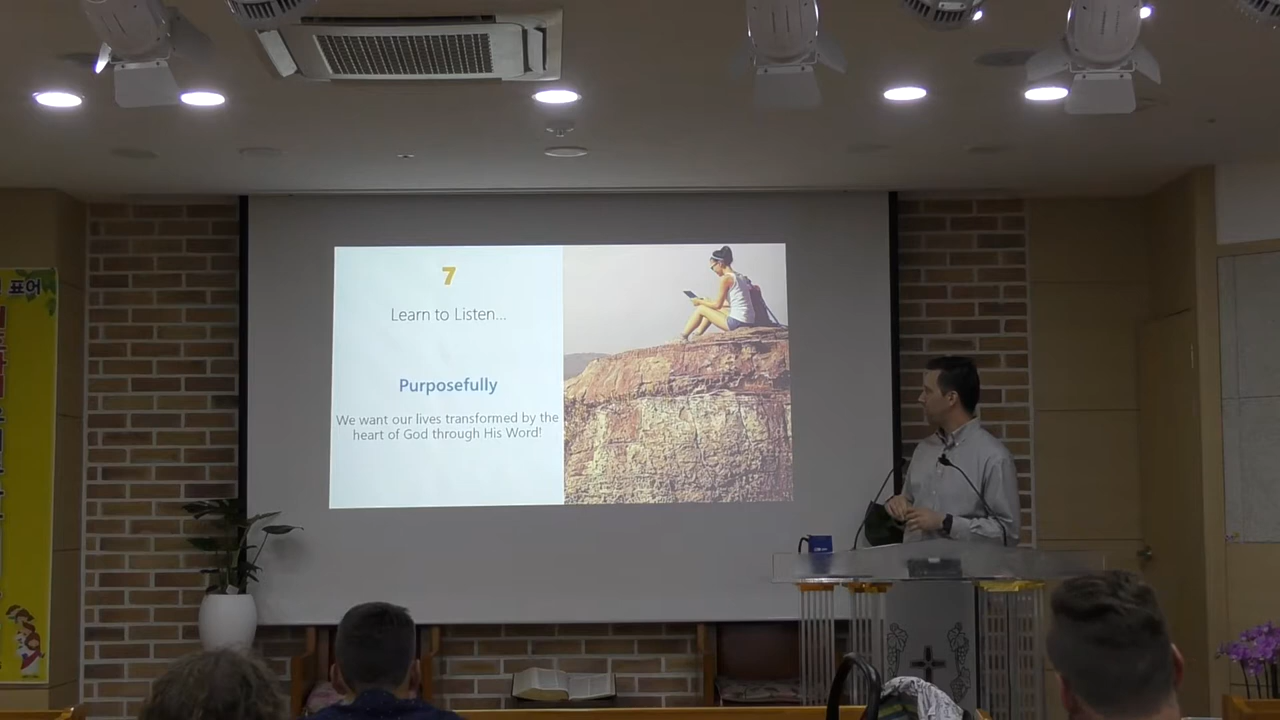 표어
7
Learn to Listen...
Purposefully
We want our lives transformed by the
heart of God through His Word!